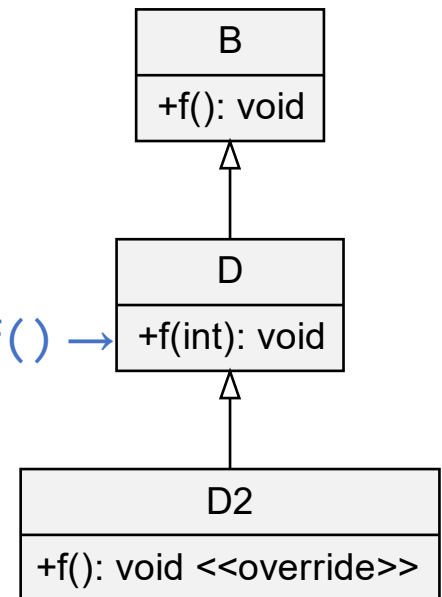 B
+f(): void
D
f() →
+f(int): void
D2
+f(): void <<override>>